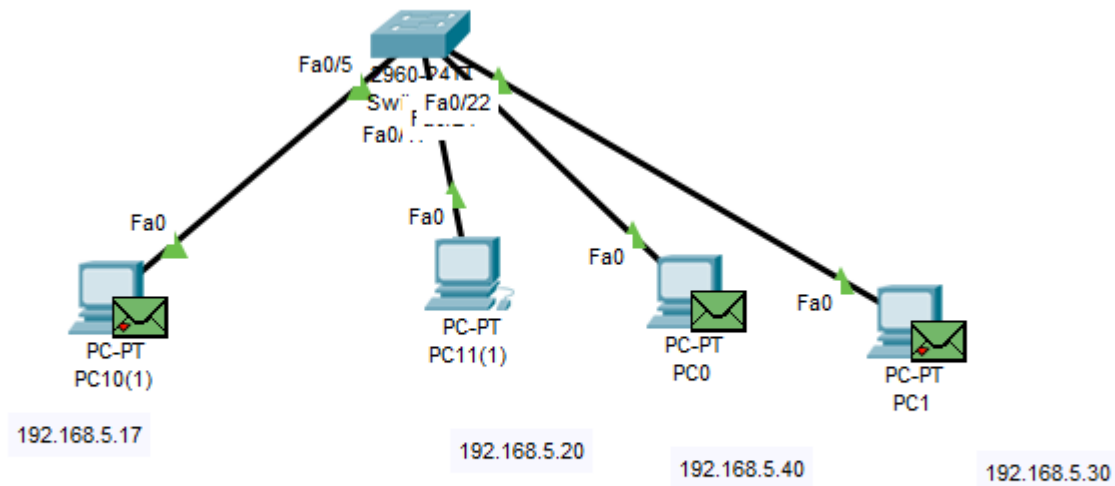 Fa0/5
Fa0/22
Fa0
Fa0
Fa0
Fa0
PC-PT
PC10(1)
PC-PT
PC11(1)
PC-PT
PC0
PC-PT
PC1
192.168.5.17
192.168.5.20
192.168.5.40
192.168.5.30